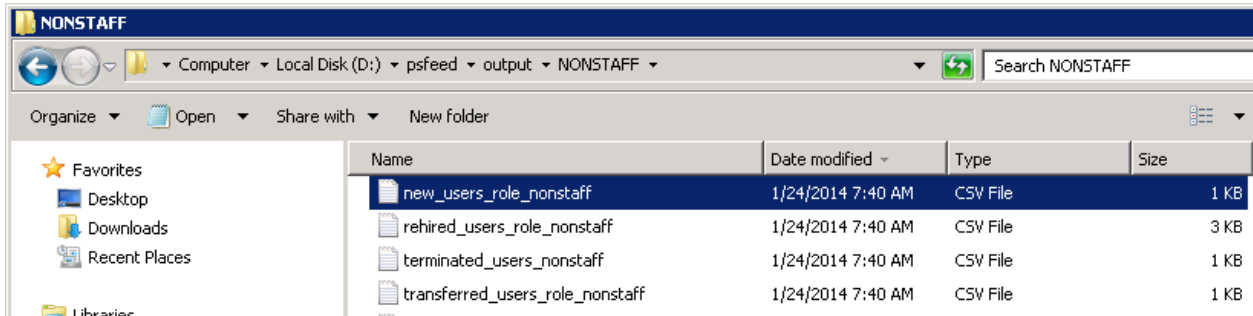 NONSTAFF
Computer Local Disk (D:) psfeed output NONSTAFF Search NONSTAFF
Organize Open Share with New folder
Favorites
Desktop
Downloads
Recent Places
Libraries
Name Date modified Type Size
new_users_role_nonstaff 1/24/2014 7:40 AM CSV File 1 KB
rehired_users_role_nonstaff 1/24/2014 7:40 AM CSV File 3 KB
terminated_users_nonstaff 1/24/2014 7:40 AM CSV File 1 KB
transferred_users_role_nonstaff 1/24/2014 7:40 AM CSV File 1 KB